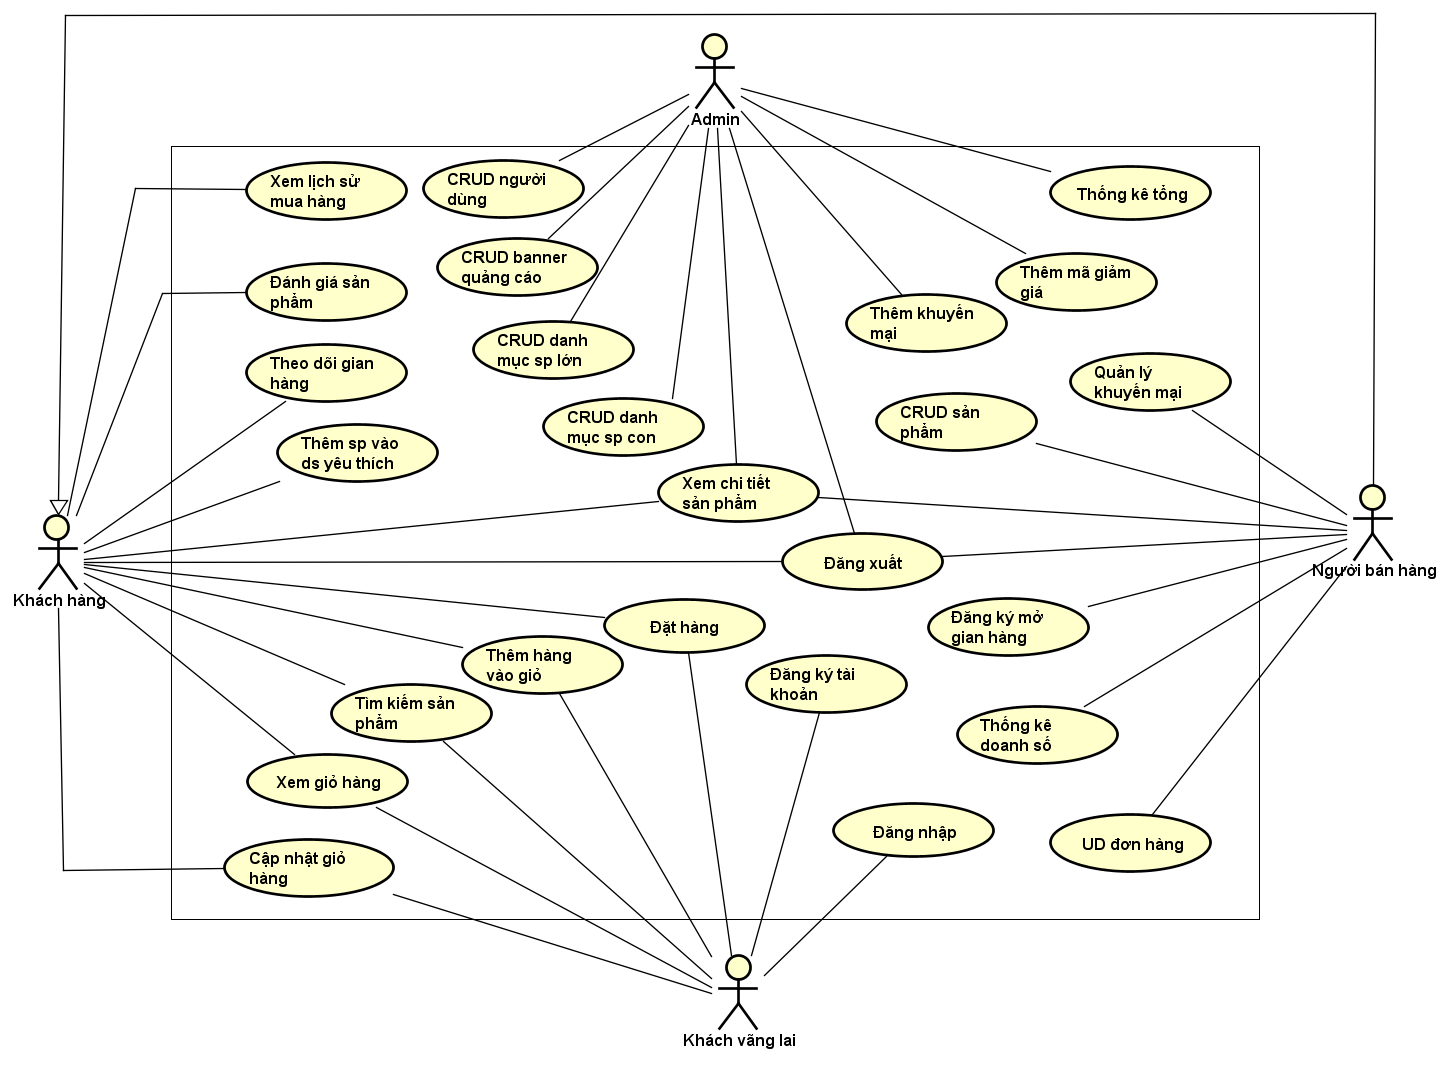 Admin
Xem lịch sử
mua hàng
CRUD người
dùng
Thống kê tổng
CRUD banner
quảng cáo
Thêm mã giảm
giá
Đánh giá sản
phẩm
Thêm khuyến
mại
CRUD danh
mục sp lớn
Theo dõi gian
hàng
Quản lý
khuyến mại
CRUD danh
mục sp con
CRUD sản
phẩm
Thêm sp vào
ds yêu thích
Xem chi tiết
sản phẩm
Đăng xuất
Người bán hàng
Khách hàng
Đặt hàng
Đăng ký mở
gian hàng
Thêm hàng
vào giỏ
Đăng ký tài
khoản
Tìm kiếm sản
phẩm
Thống kê
doanh số
Xem giỏ hàng
Đăng nhập
UD đơn hàng
Cập nhật giỏ
hàng
Khách vãng lai